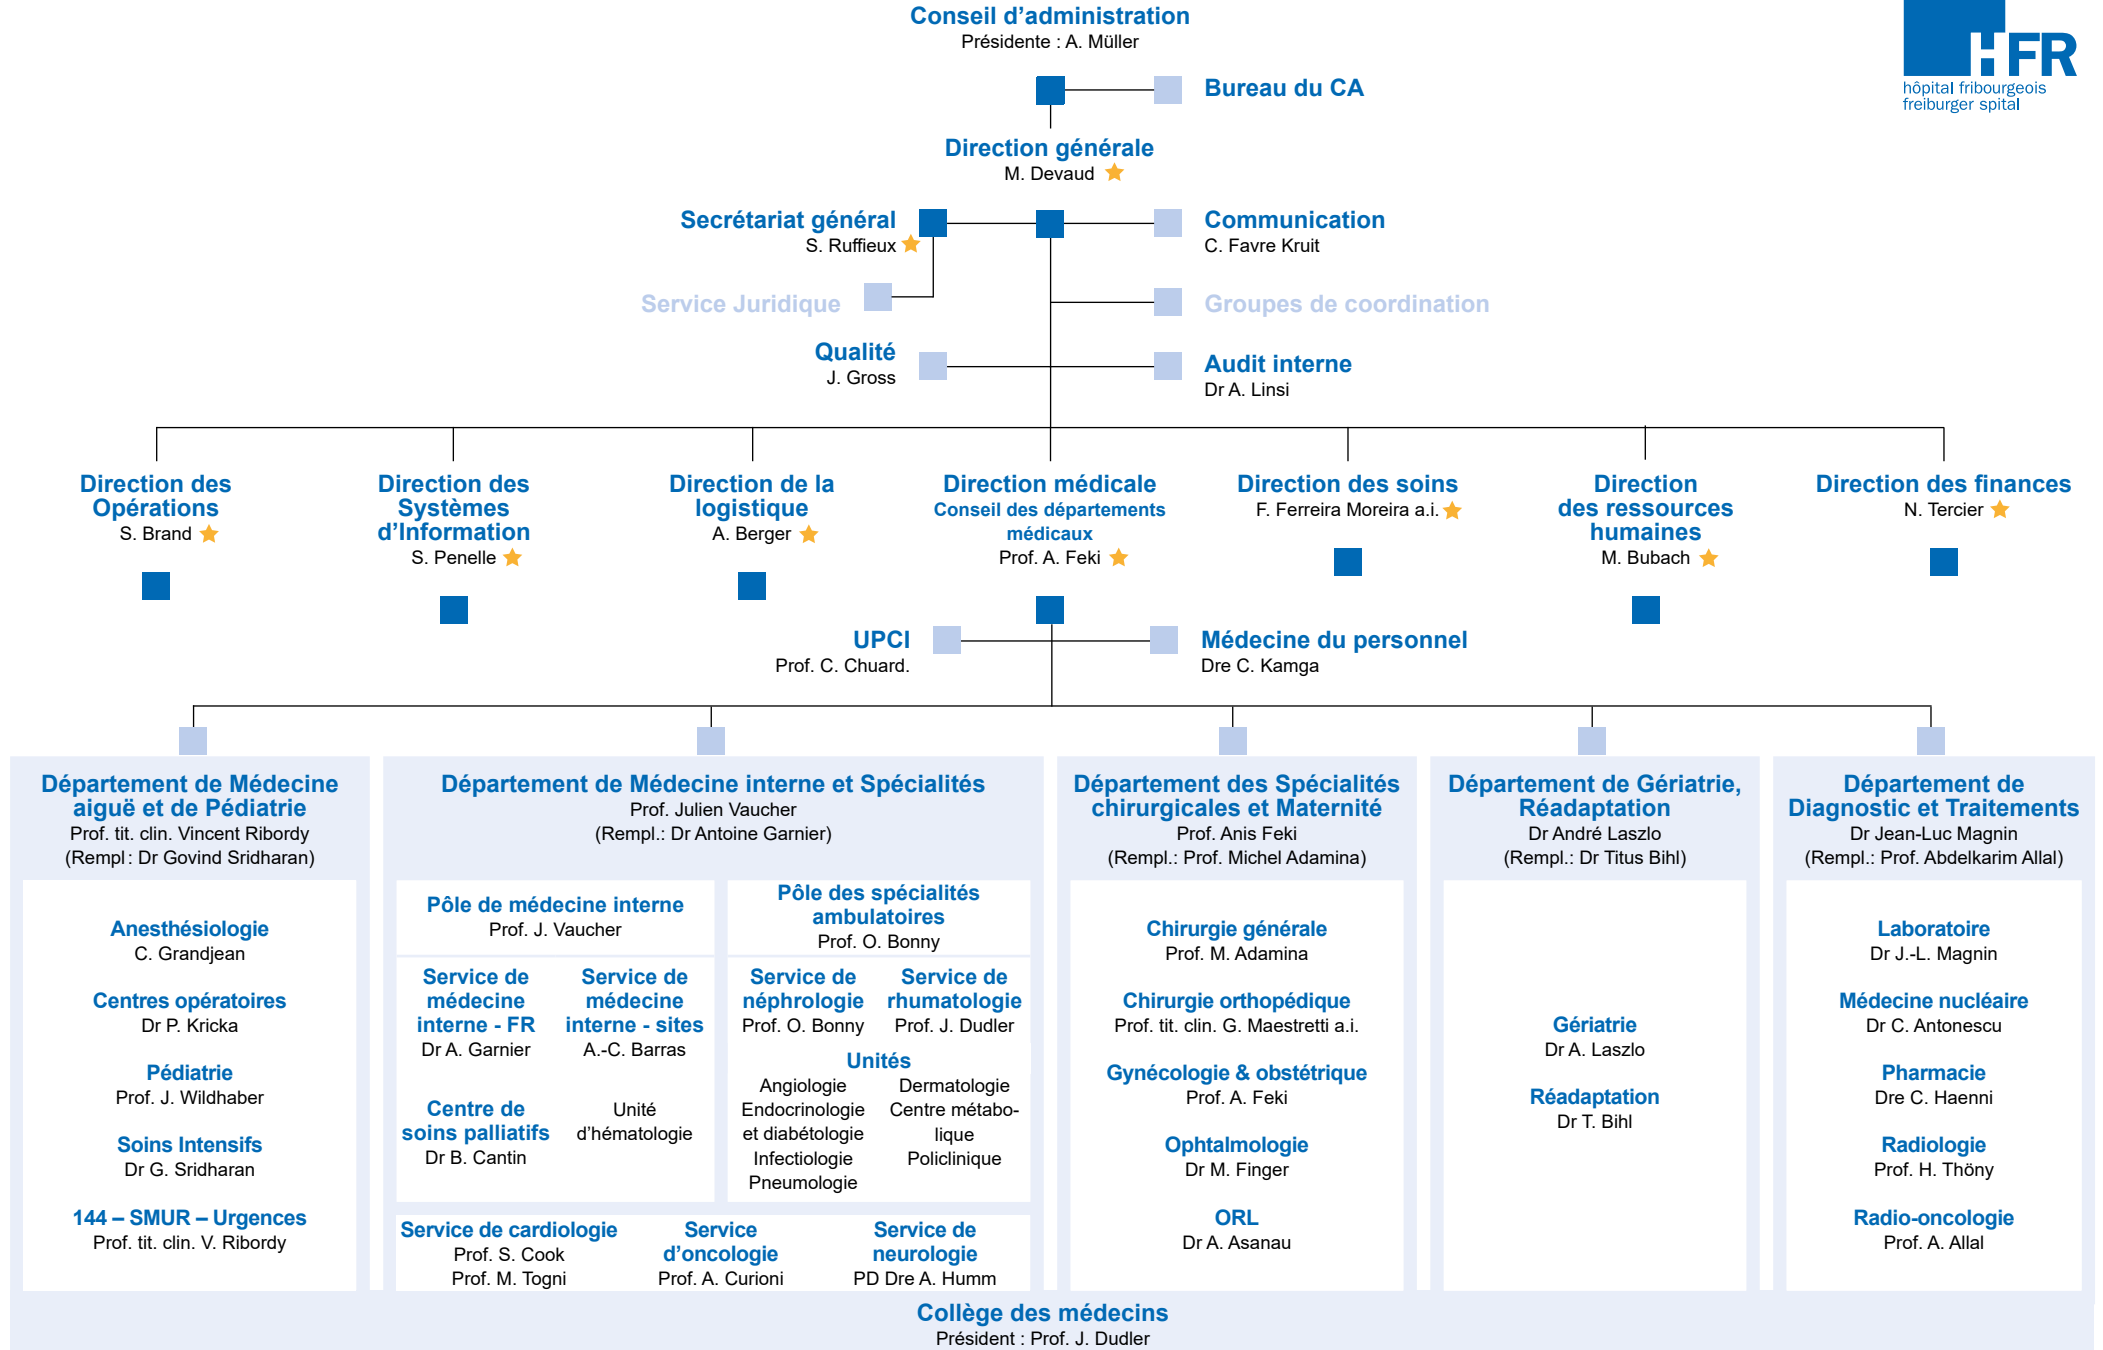 Conseil d’administration
Présidente : A. Müller
HFR
hôpital fribourgeois
freiburger spital
Bureau du CA
Direction générale
M. Devaud
Secrétariat général
S. Ruffieux
Communication
C. Favre Kruit
Service Juridique
Groupes de coordination
Qualité
J. Gross
Audit interne
Dr A. Linsi
Direction des
Opérations
S. Brand
Direction des
Systèmes
d’Information
S. Penelle
Direction de la
logistique
A. Berger
Direction médicale
Conseil des départements
médicaux
Prof. A. Feki
Direction des soins
F. Ferreira Moreira a.i.
Direction
des ressources
humaines
M. Bubach
Direction des finances
N. Tercier
UPCI
Prof. C. Chuard.
Médecine du personnel
Dre C. Kamga
Département de Médecine
aiguë et de Pédiatrie
Prof. tit. clin. Vincent Ribordy
(Rempl : Dr Govind Sridharan)
Anesthésiologie
C. Grandjean
Centres opératoires
Dr P. Kricka
Pédiatrie
Prof. J. Wildhaber
Soins Intensifs
Dr G. Sridharan
144 – SMUR – Urgences
Prof. tit. clin. V. Ribordy
Département de Médecine interne et Spécialités
Prof. Julien Vaucher
(Rempl.: Dr Antoine Garnier)
Pôle de médecine interne
Prof. J. Vaucher
Service de
médecine
interne - FR
Dr A. Garnier
Service de
médecine
interne - sites
A.-C. Barras
Centre de
soins palliatifs
Dr B. Cantin
Unité
d’hématologie
Pôle des spécialités
ambulatoires
Prof. O. Bonny
Service de
néphrologie
Prof. O. Bonny
Service de
rhumatologie
Prof. J. Dudler
Unités
Angiologie
Endocrinologie
et diabétologie
Infectiologie
Pneumologie
Dermatologie
Centre métabo-
lique
Policlinique
Service de cardiologie
Prof. S. Cook
Prof. M. Togni
Service
d’oncologie
Prof. A. Curioni
Service de
neurologie
PD Dre A. Humm
Département des Spécialités
chirurgicales et Maternité
Prof. Anis Feki
(Rempl.: Prof. Michel Adamina)
Chirurgie générale
Prof. M. Adamina
Chirurgie orthopédique
Prof. tit. clin. G. Maestretti a.i.
Gynécologie & obstétrique
Prof. A. Feki
Ophtalmologie
Dr M. Finger
ORL
Dr A. Asanau
Département de Gériatrie,
Réadaptation
Dr André Laszlo
(Rempl.: Dr Titus Bihl)
Gériatrie
Dr A. Laszlo
Réadaptation
Dr T. Bihl
Département de
Diagnostic et Traitements
Dr Jean-Luc Magnin
(Rempl.: Prof. Abdelkarim Allal)
Laboratoire
Dr J.-L. Magnin
Médecine nucléaire
Dr C. Antonescu
Pharmacie
Dre C. Haenni
Radiologie
Prof. H. Thöny
Radio-oncologie
Prof. A. Allal
Collège des médecins
Président : Prof. J. Dudler